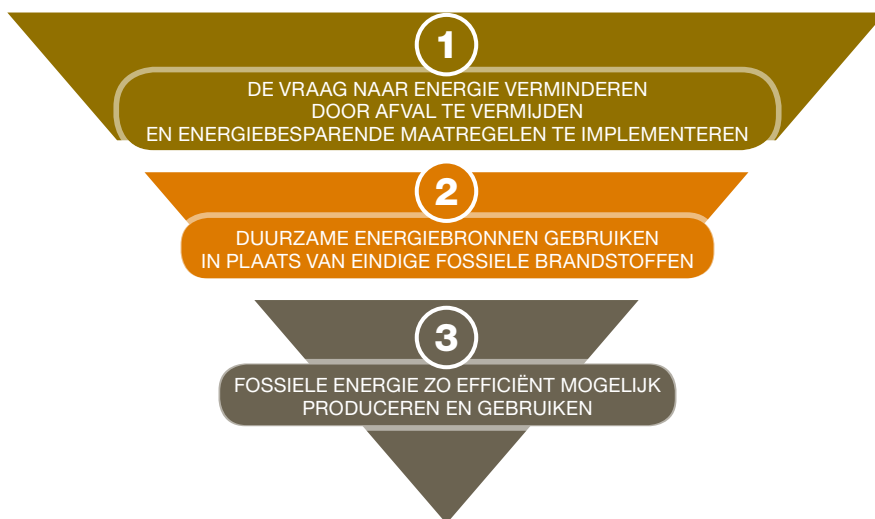 1
DE VRAAG NAAR ENERGIE VERMINDEREN
DOOR AFVAL TE VERMIJDEN
EN ENERGIEBESPARENDE MAATREGELEN TE IMPLEMENTEREN
2
DUURZAME ENERGIEBRONNEN GEBRUIKEN
IN PLAATS VAN EINDIGE FOSSIELE BRANDSTOFFEN
3
FOSSIELE ENERGIE ZO EFFICIËNT MOGELIJK
PRODUCEREN EN GEBRUIKEN